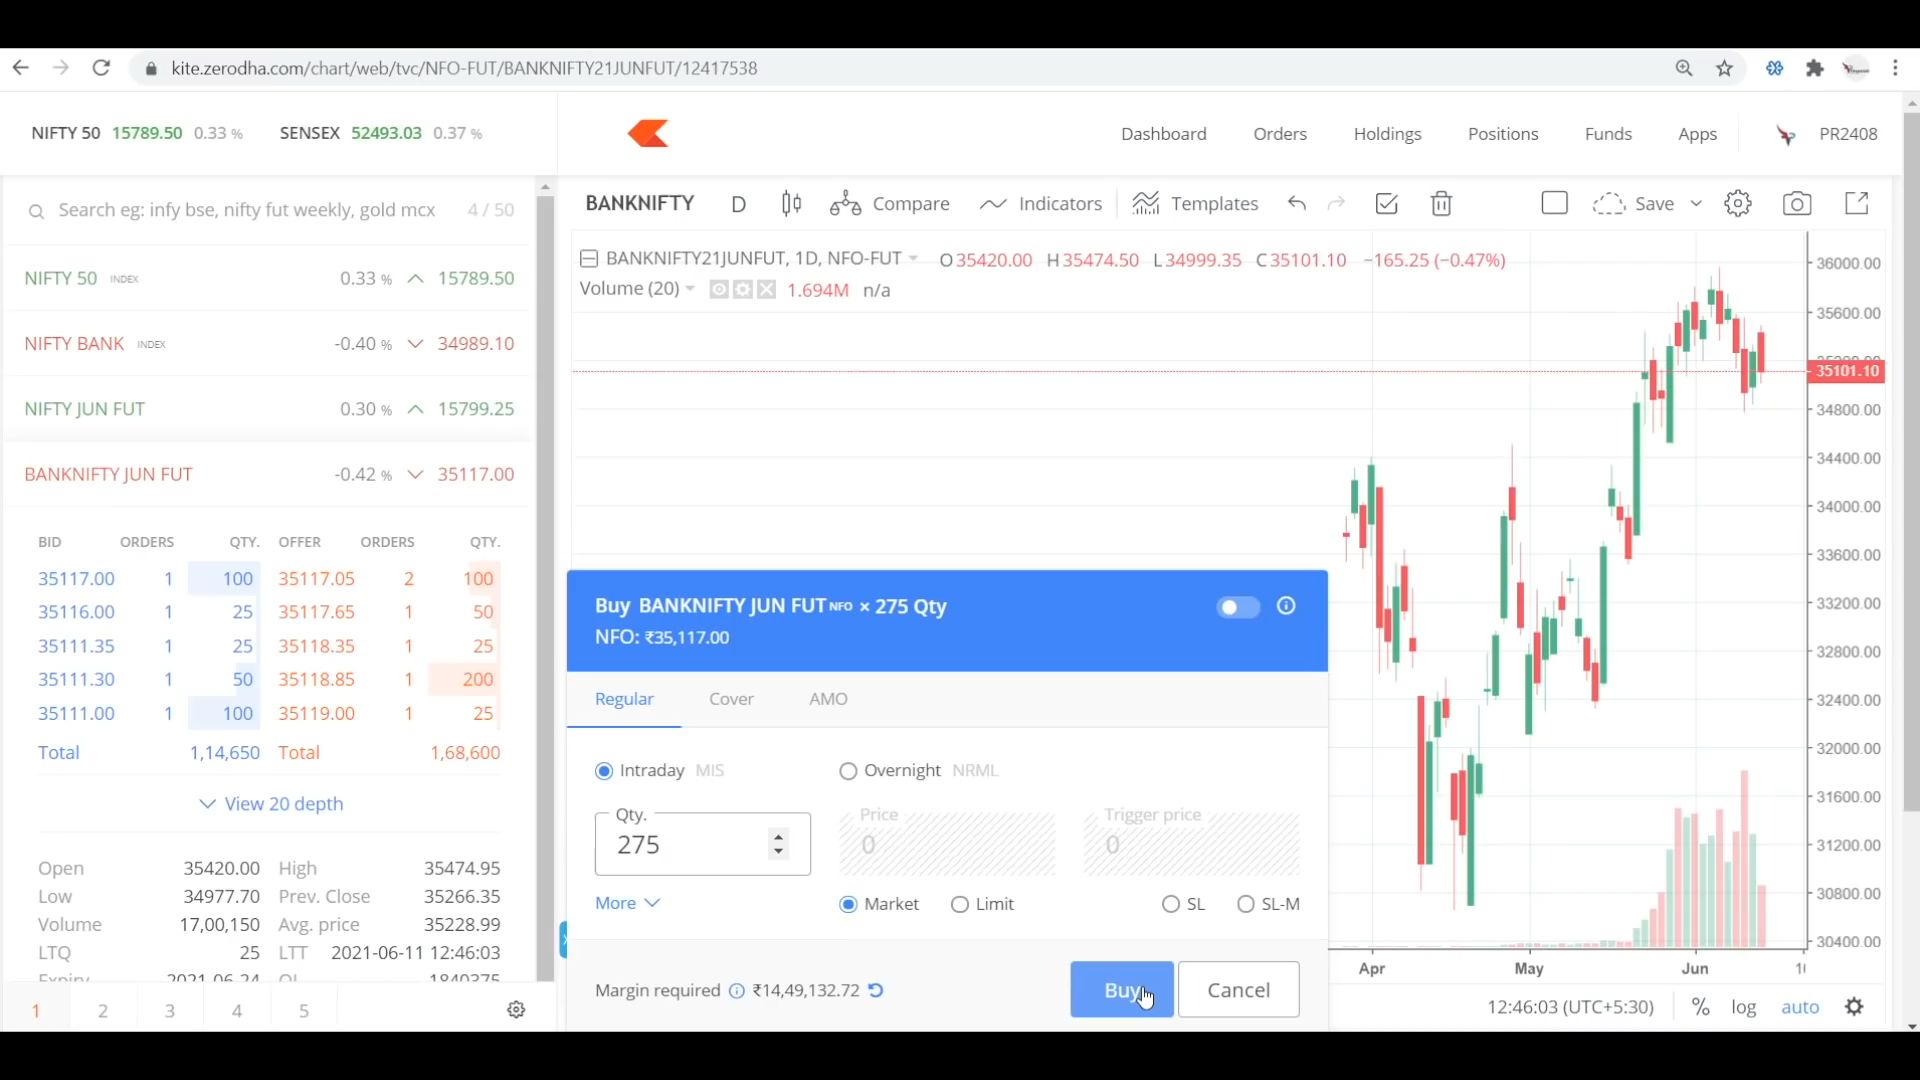 kite.zerodha.com/chart/web/tvc/NFO-FUT/BANKNIFTY21JUNFUT/12417538
NIFTY 50 15789.50 0.33 % SENSEX 52493.03 0.37 %
Dashboard Orders Holdings Positions Funds Apps PR2408
Search eg: infy bse, nifty fut weekly, gold mcx 4 / 50
BANKNIFTY D Compare Indicators Templates Save
NIFTY 50 INDEX 0.33 % 15789.50
NIFTY BANK INDEX -0.40 % 34989.10
NIFTY JUN FUT 0.30 % 15799.25
BANKNIFTY JUN FUT -0.42 % 35117.00
BID ORDERS QTY. OFFER ORDERS QTY.
35117.00 1 100 35117.05 2 100
35116.00 1 25 35117.65 1 50
35111.35 1 25 35118.35 1 25
35111.30 1 50 35118.85 1 200
35111.00 1 100 35119.00 1 25
Total 1,14,650 Total 1,68,600
View 20 depth
Open 35420.00 High 35474.95
Low 34977.70 Prev. Close 35266.35
Volume 17,00,150 Avg. price 35228.99
LTQ 25 LTT 2021-06-11 12:46:03
Expiry 2021-06-24 OI 1840375
1 2 3 4 5
BANKNIFTY21JUNFUT, 1D, NFO-FUT O35420.00 H35474.50 L34999.35 C35101.10 −165.25 (−0.47%)
Volume (20) 1.694M n/a
36000.00
35600.00
35200.00
35101.10
34800.00
34400.00
34000.00
33600.00
33200.00
32800.00
32400.00
32000.00
31600.00
31200.00
30800.00
30400.00
Apr May Jun
12:46:03 (UTC+5:30) % log auto
Buy BANKNIFTY JUN FUT NFO × 275 Qty
NFO: ₹35,117.00
Regular Cover AMO
Intraday MIS Overnight NRML
Qty. Price Trigger price
275 0 0
More Market Limit SL SL-M
Margin required ₹14,49,132.72 Buy Cancel